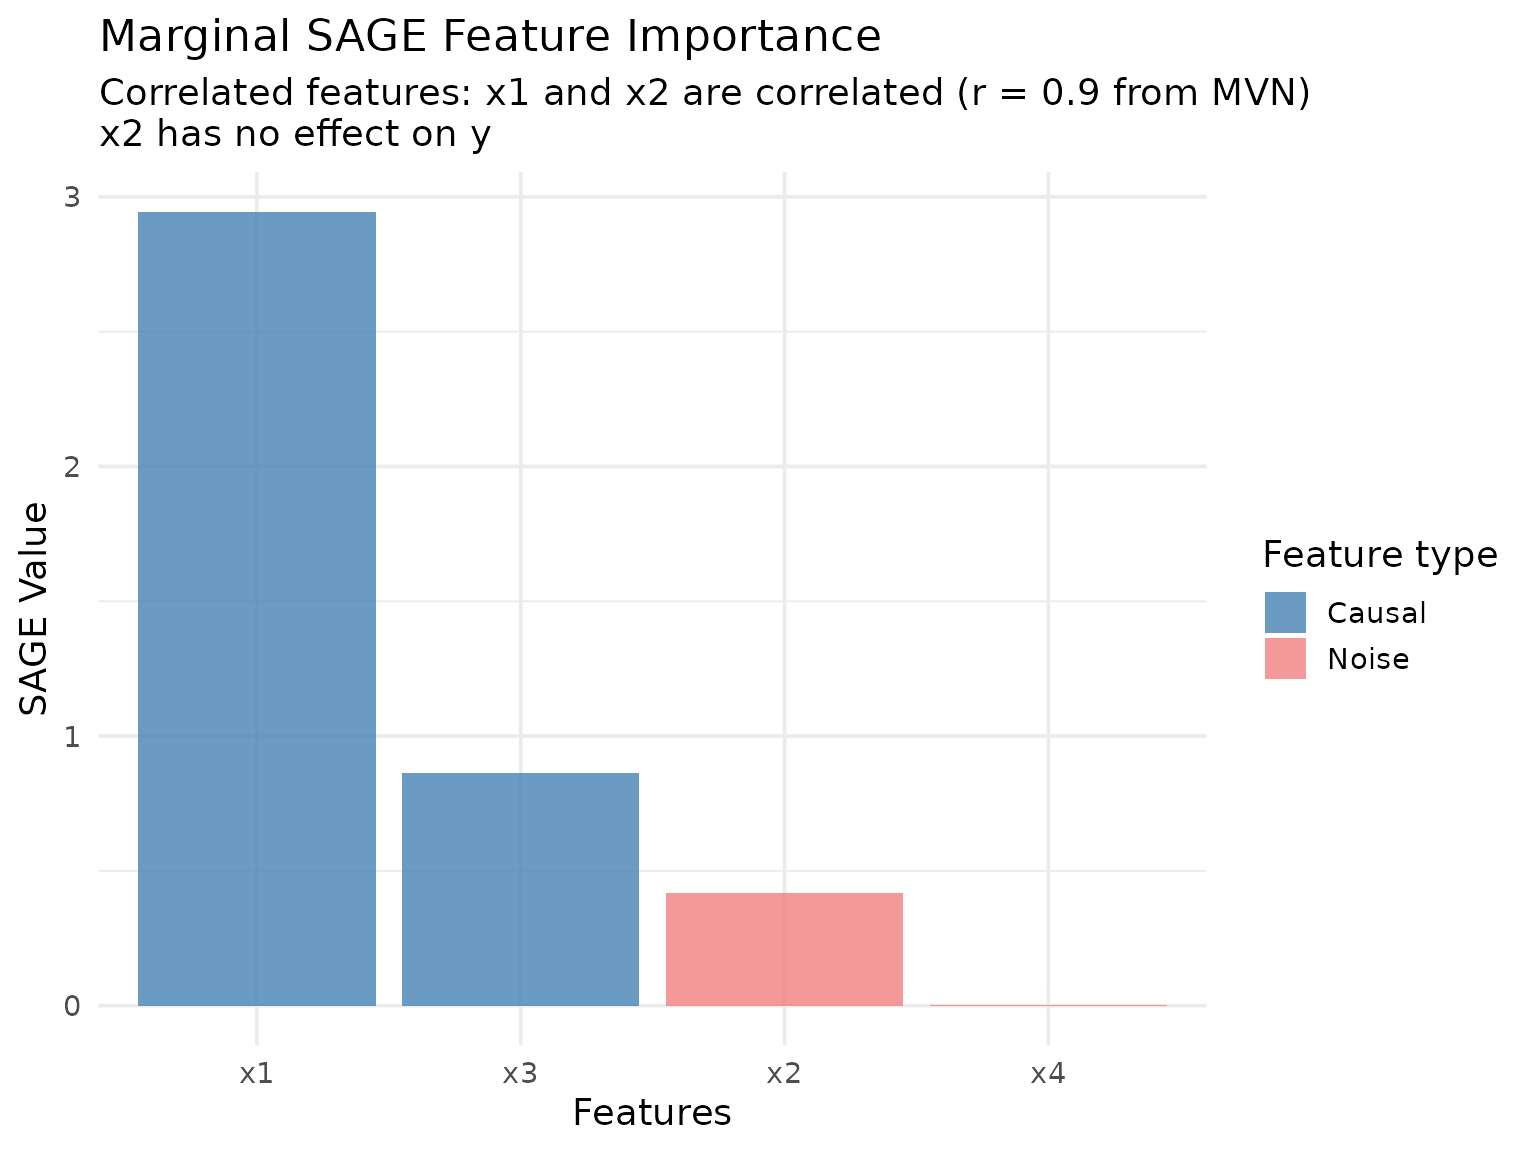 Marginal SAGE Feature Importance
Correlated features: x1 and x2 are correlated (r = 0.9 from MVN)
x2 has no effect on y
3
2
1
0
SAGE Value
x1
x3
x2
x4
Features
Feature type
Causal
Noise